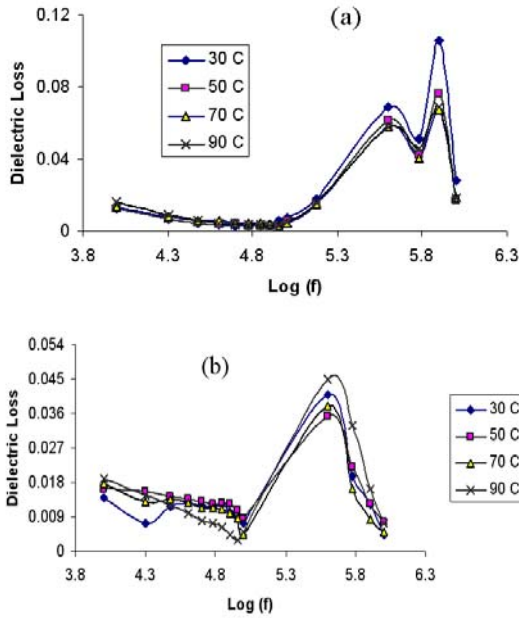 (a)
0.12
0.08
0.04
0
Dielectric Loss
30 C
50 C
70 C
90 C
3.8 4.3 4.8 5.3 5.8 6.3
Log (f)
(b)
0.054
0.045
0.036
0.027
0.018
0.009
0
Dielectric Loss
30 C
50 C
70 C
90 C
3.8 4.3 4.8 5.3 5.8 6.3
Log (f)